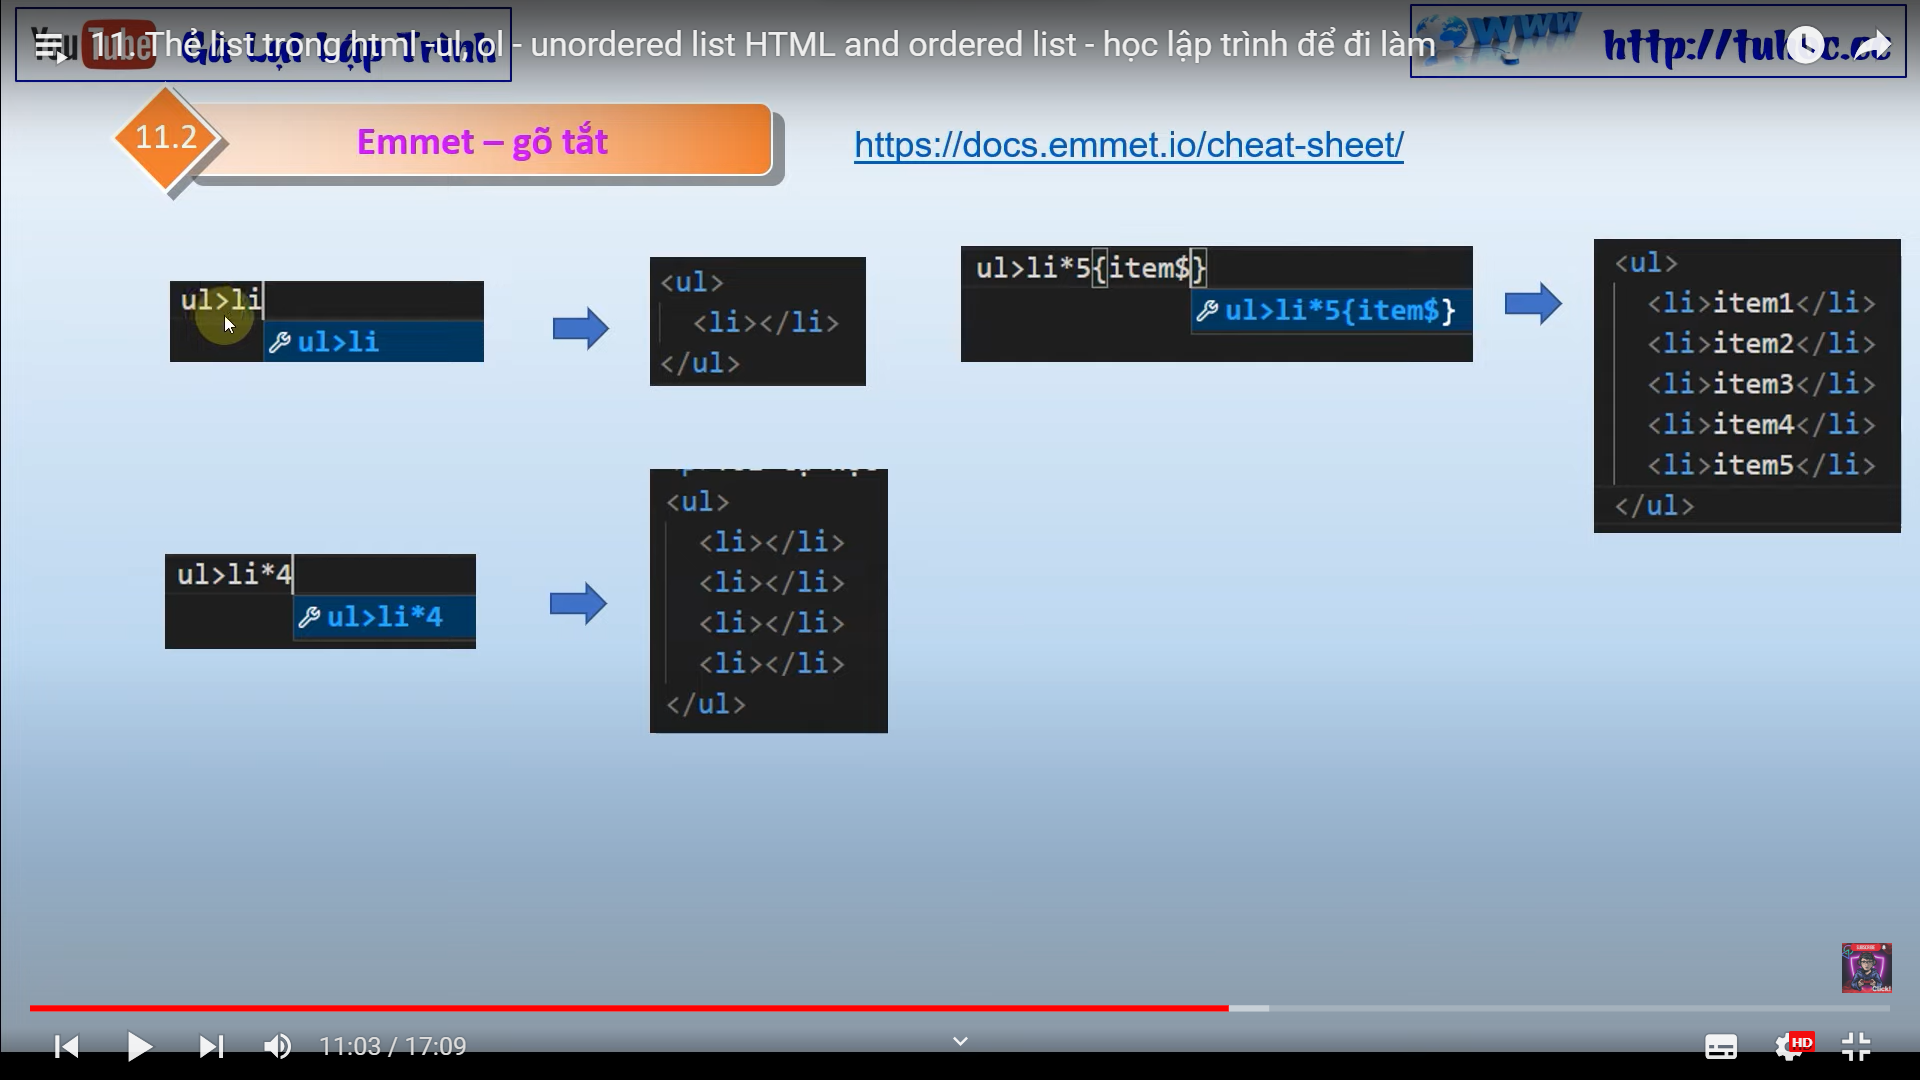 11. Thẻ list trong html -ul, ol - unordered list HTML and ordered list - học lập trình để đi làm
YouTube
WWW
11.2
Emmet – gõ tắt
https://docs.emmet.io/cheat-sheet/
ul>li
ul>li
<ul>
<li></li>
</ul>
ul>li*5{item$}
ul>li*5{item$}
<ul>
<li>item1</li>
<li>item2</li>
<li>item3</li>
<li>item4</li>
<li>item5</li>
</ul>
ul>li*4
ul>li*4
<ul>
<li></li>
<li></li>
<li></li>
<li></li>
</ul>
11:03 / 17:09
HD